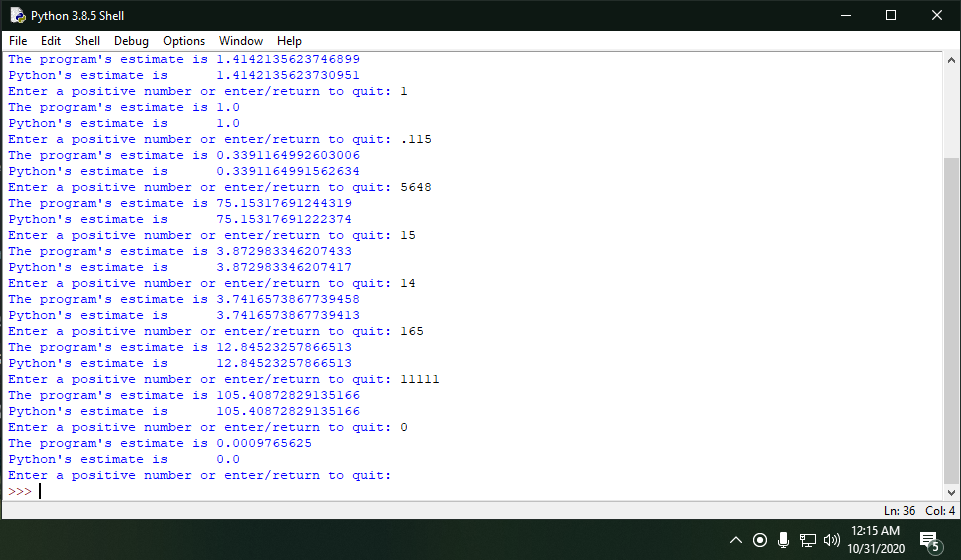 Python 3.8.5 Shell
File Edit Shell Debug Options Window Help
The program's estimate is 1.4142135623746899
Python's estimate is      1.4142135623730951
Enter a positive number or enter/return to quit: 1
The program's estimate is 1.0
Python's estimate is      1.0
Enter a positive number or enter/return to quit: .115
The program's estimate is 0.3391164992603006
Python's estimate is      0.3391164991562634
Enter a positive number or enter/return to quit: 5648
The program's estimate is 75.15317691244319
Python's estimate is      75.15317691222374
Enter a positive number or enter/return to quit: 15
The program's estimate is 3.872983346207433
Python's estimate is      3.872983346207417
Enter a positive number or enter/return to quit: 14
The program's estimate is 3.7416573867739458
Python's estimate is      3.7416573867739413
Enter a positive number or enter/return to quit: 165
The program's estimate is 12.84523257866513
Python's estimate is      12.84523257866513
Enter a positive number or enter/return to quit: 11111
The program's estimate is 105.40872829135166
Python's estimate is      105.40872829135166
Enter a positive number or enter/return to quit: 0
The program's estimate is 0.0009765625
Python's estimate is      0.0
Enter a positive number or enter/return to quit:
>>>
Ln: 36 Col: 4
12:15 AM
10/31/2020
5